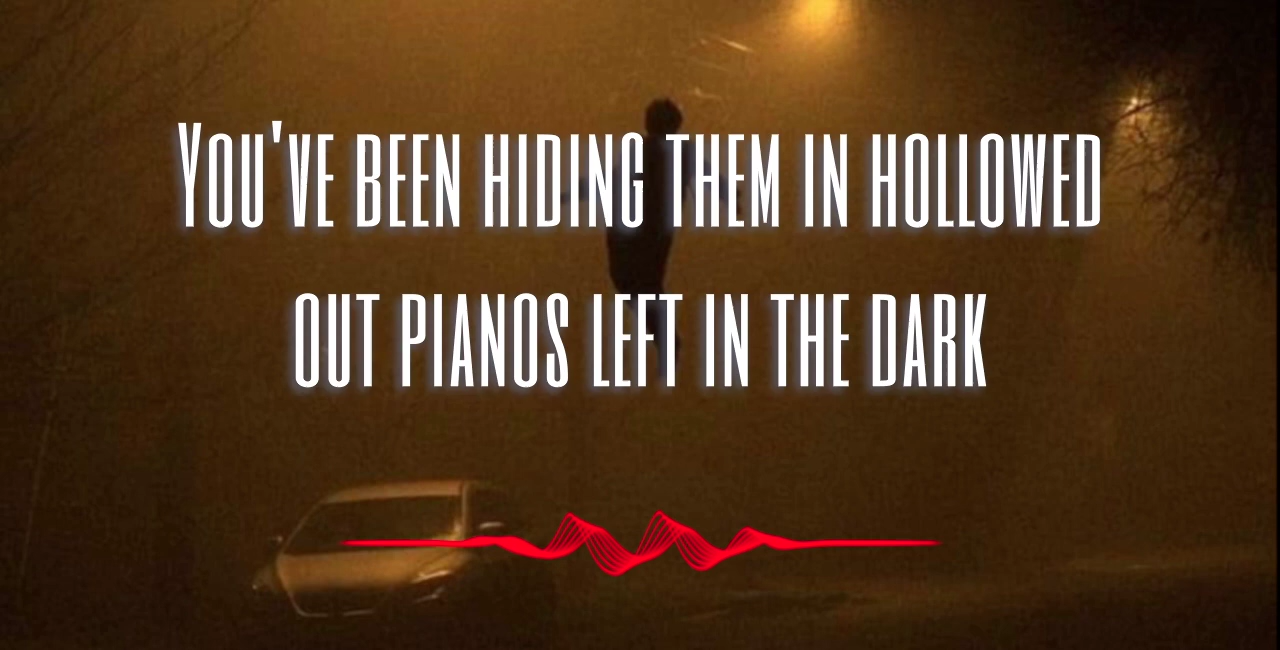 You've been hiding them in hollowed
out pianos left in the dark